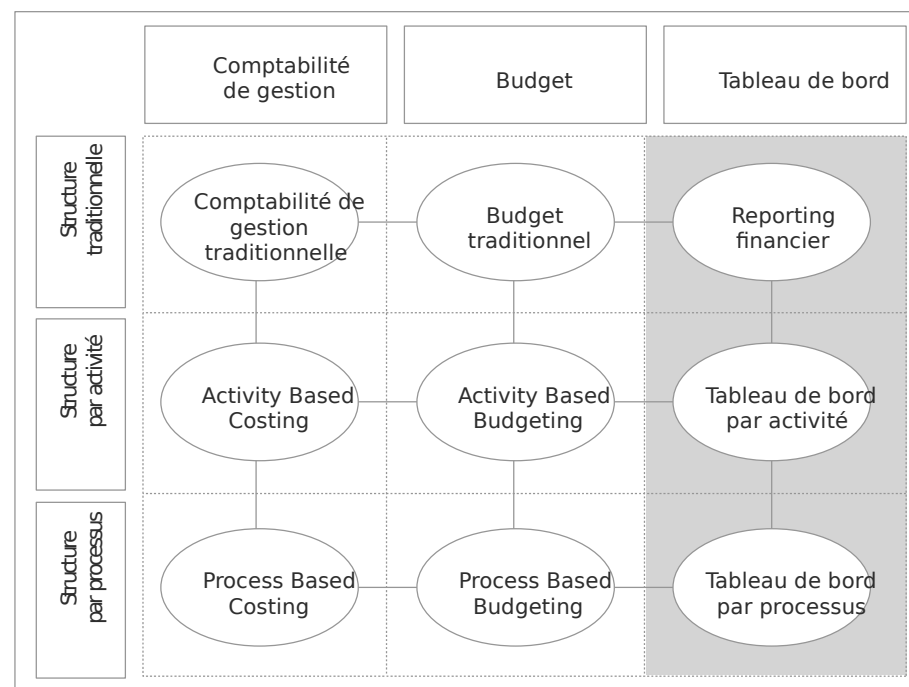 Comptabilité
de gestion
Budget
Tableau de bord
Structure
traditionnelle
Comptabilité de
gestion
traditionnelle
Budget
traditionnel
Reporting
financier
Structure
par activité
Activity Based
Costing
Activity Based
Budgeting
Tableau de bord
par activité
Structure
par processus
Process Based
Costing
Process Based
Budgeting
Tableau de bord
par processus